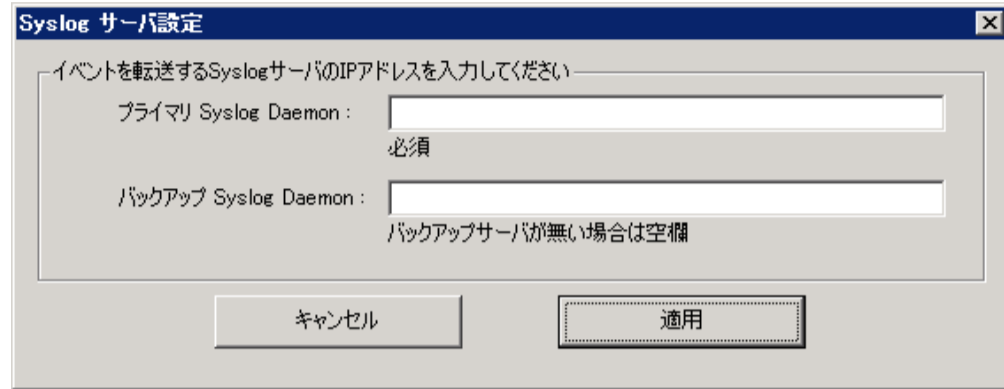 Syslog サーバ設定
イベントを転送するSyslogサーバのIPアドレスを入力してください
プライマリ Syslog Daemon :
必須
バックアップ Syslog Daemon :
バックアップサーバが無い場合は空欄
キャンセル
適用